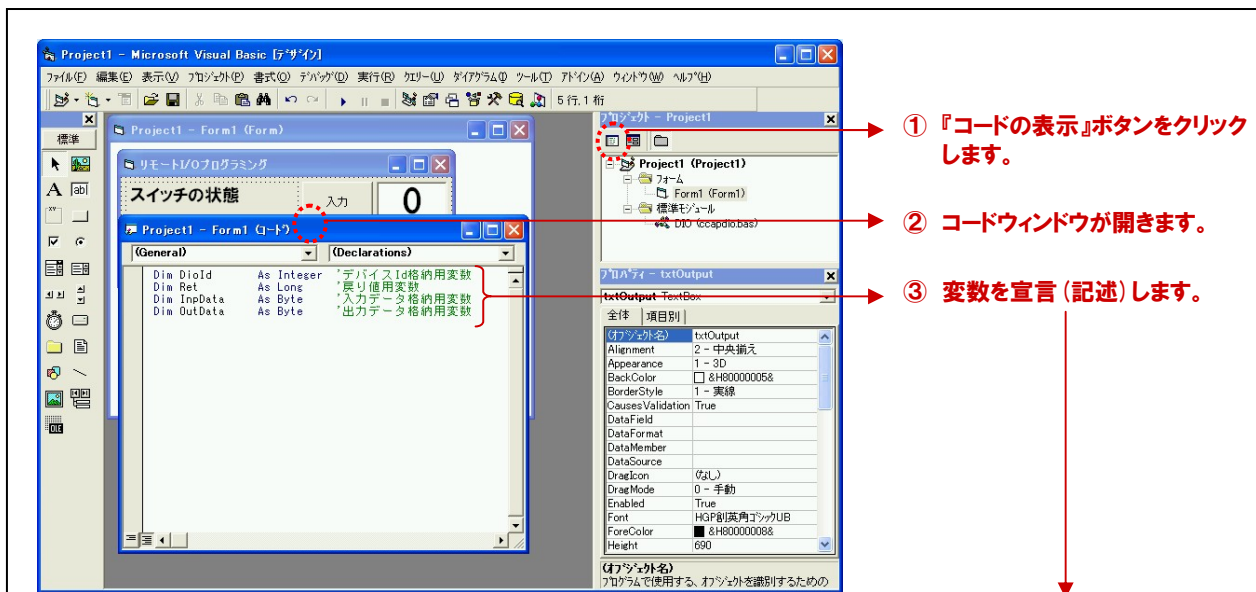 Project1 - Microsoft Visual Basic [デザイン]
ファイル(F) 編集(E) 表示(V) プロジェクト(P) 書式(O) デバッグ(D) 実行(R) クエリー(U) ダイアグラム(I) ツール(T) アドイン(A) ウィンドウ(W) ヘルプ(H)
5 行, 1 桁
標準
Project1 - Form1 (Form)
リモートI/Oプログラミング
スイッチの状態
入力
0
Project1 - Form1 (コード)
(General) (Declarations)
Dim DioId As Integer 'デバイスId格納用変数
Dim Ret As Long '戻り値用変数
Dim InpData As Byte '入力データ格納用変数
Dim OutData As Byte '出力データ格納用変数
プロジェクト - Project1
Project1 (Project1)
フォーム
Form1 (Form1)
標準モジュール
DIO (ccapdio.bas)
プロパティ - txtOutput
txtOutput TextBox
全体 項目別
(オブジェクト名) txtOutput
Alignment 2 - 中央揃え
Appearance 1 - 3D
BackColor &H80000005&
BorderStyle 1 - 実線
CausesValidation True
DataField
DataFormat
DataMember
DataSource
DragIcon (なし)
DragMode 0 - 手動
Enabled True
Font HGP創英角ゴシックUB
ForeColor &H80000008&
Height 690
(オブジェクト名)
プログラムで使用する、オブジェクトを識別するための
① 『コードの表示』ボタンをクリック
します。
② コードウィンドウが開きます。
③ 変数を宣言(記述)します。